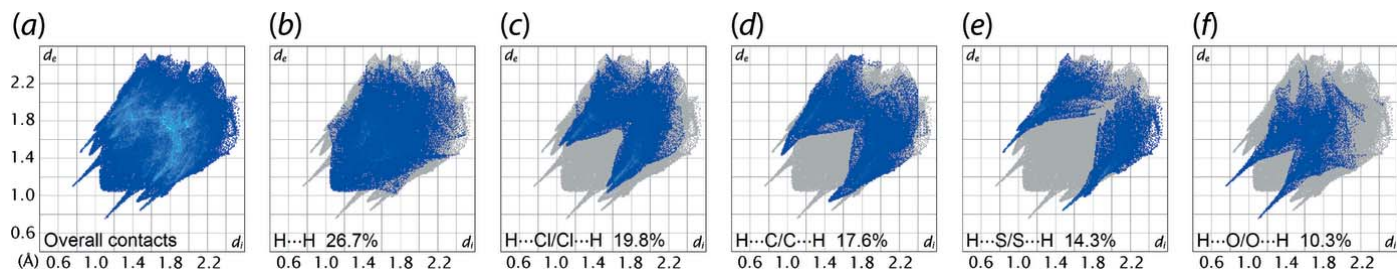 (a) (b) (c) (d) (e) (f)
de de de de de de
2.2
1.8
1.4
1.0
0.6
Overall contacts di H···H 26.7% di H···Cl/Cl···H 19.8% di H···C/C···H 17.6% di H···S/S···H 14.3% di H···O/O···H 10.3% di
(Å) 0.6 1.0 1.4 1.8 2.2 0.6 1.0 1.4 1.8 2.2 0.6 1.0 1.4 1.8 2.2 0.6 1.0 1.4 1.8 2.2 0.6 1.0 1.4 1.8 2.2 0.6 1.0 1.4 1.8 2.2